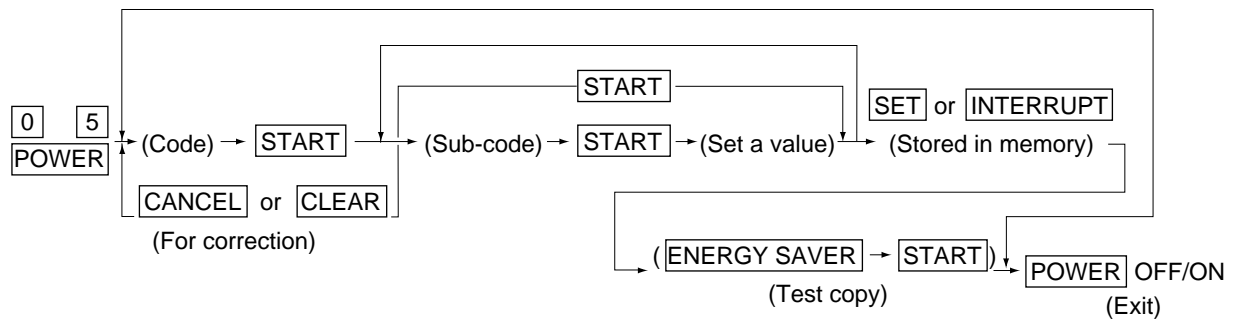 START
SET or INTERRUPT
0 5
POWER
(Code) START (Sub-code) START (Set a value) (Stored in memory)
CANCEL or CLEAR
(For correction)
(ENERGY SAVER START) POWER OFF/ON
(Test copy) (Exit)